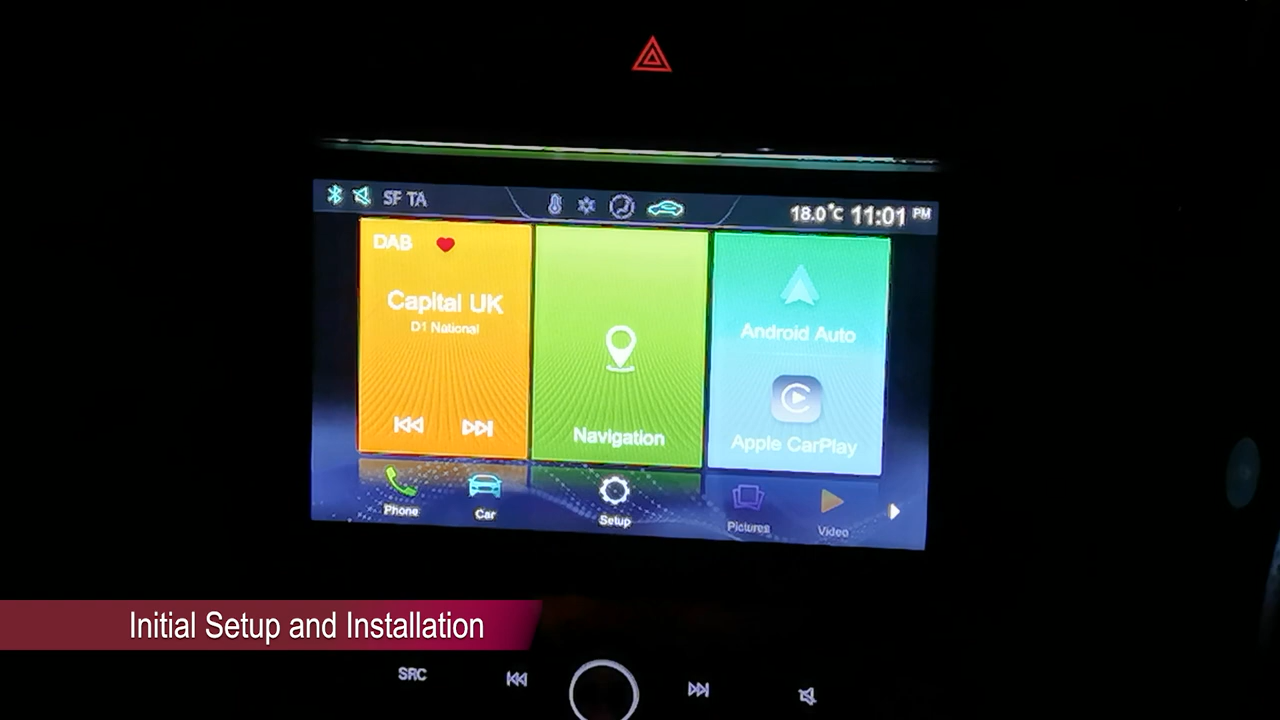 SF TA
18.0°C 11:01 PM
DAB
Capital UK
D1 National
Navigation
Android Auto
Apple CarPlay
Phone
Car
Setup
Pictures
Video
Initial Setup and Installation
SRC